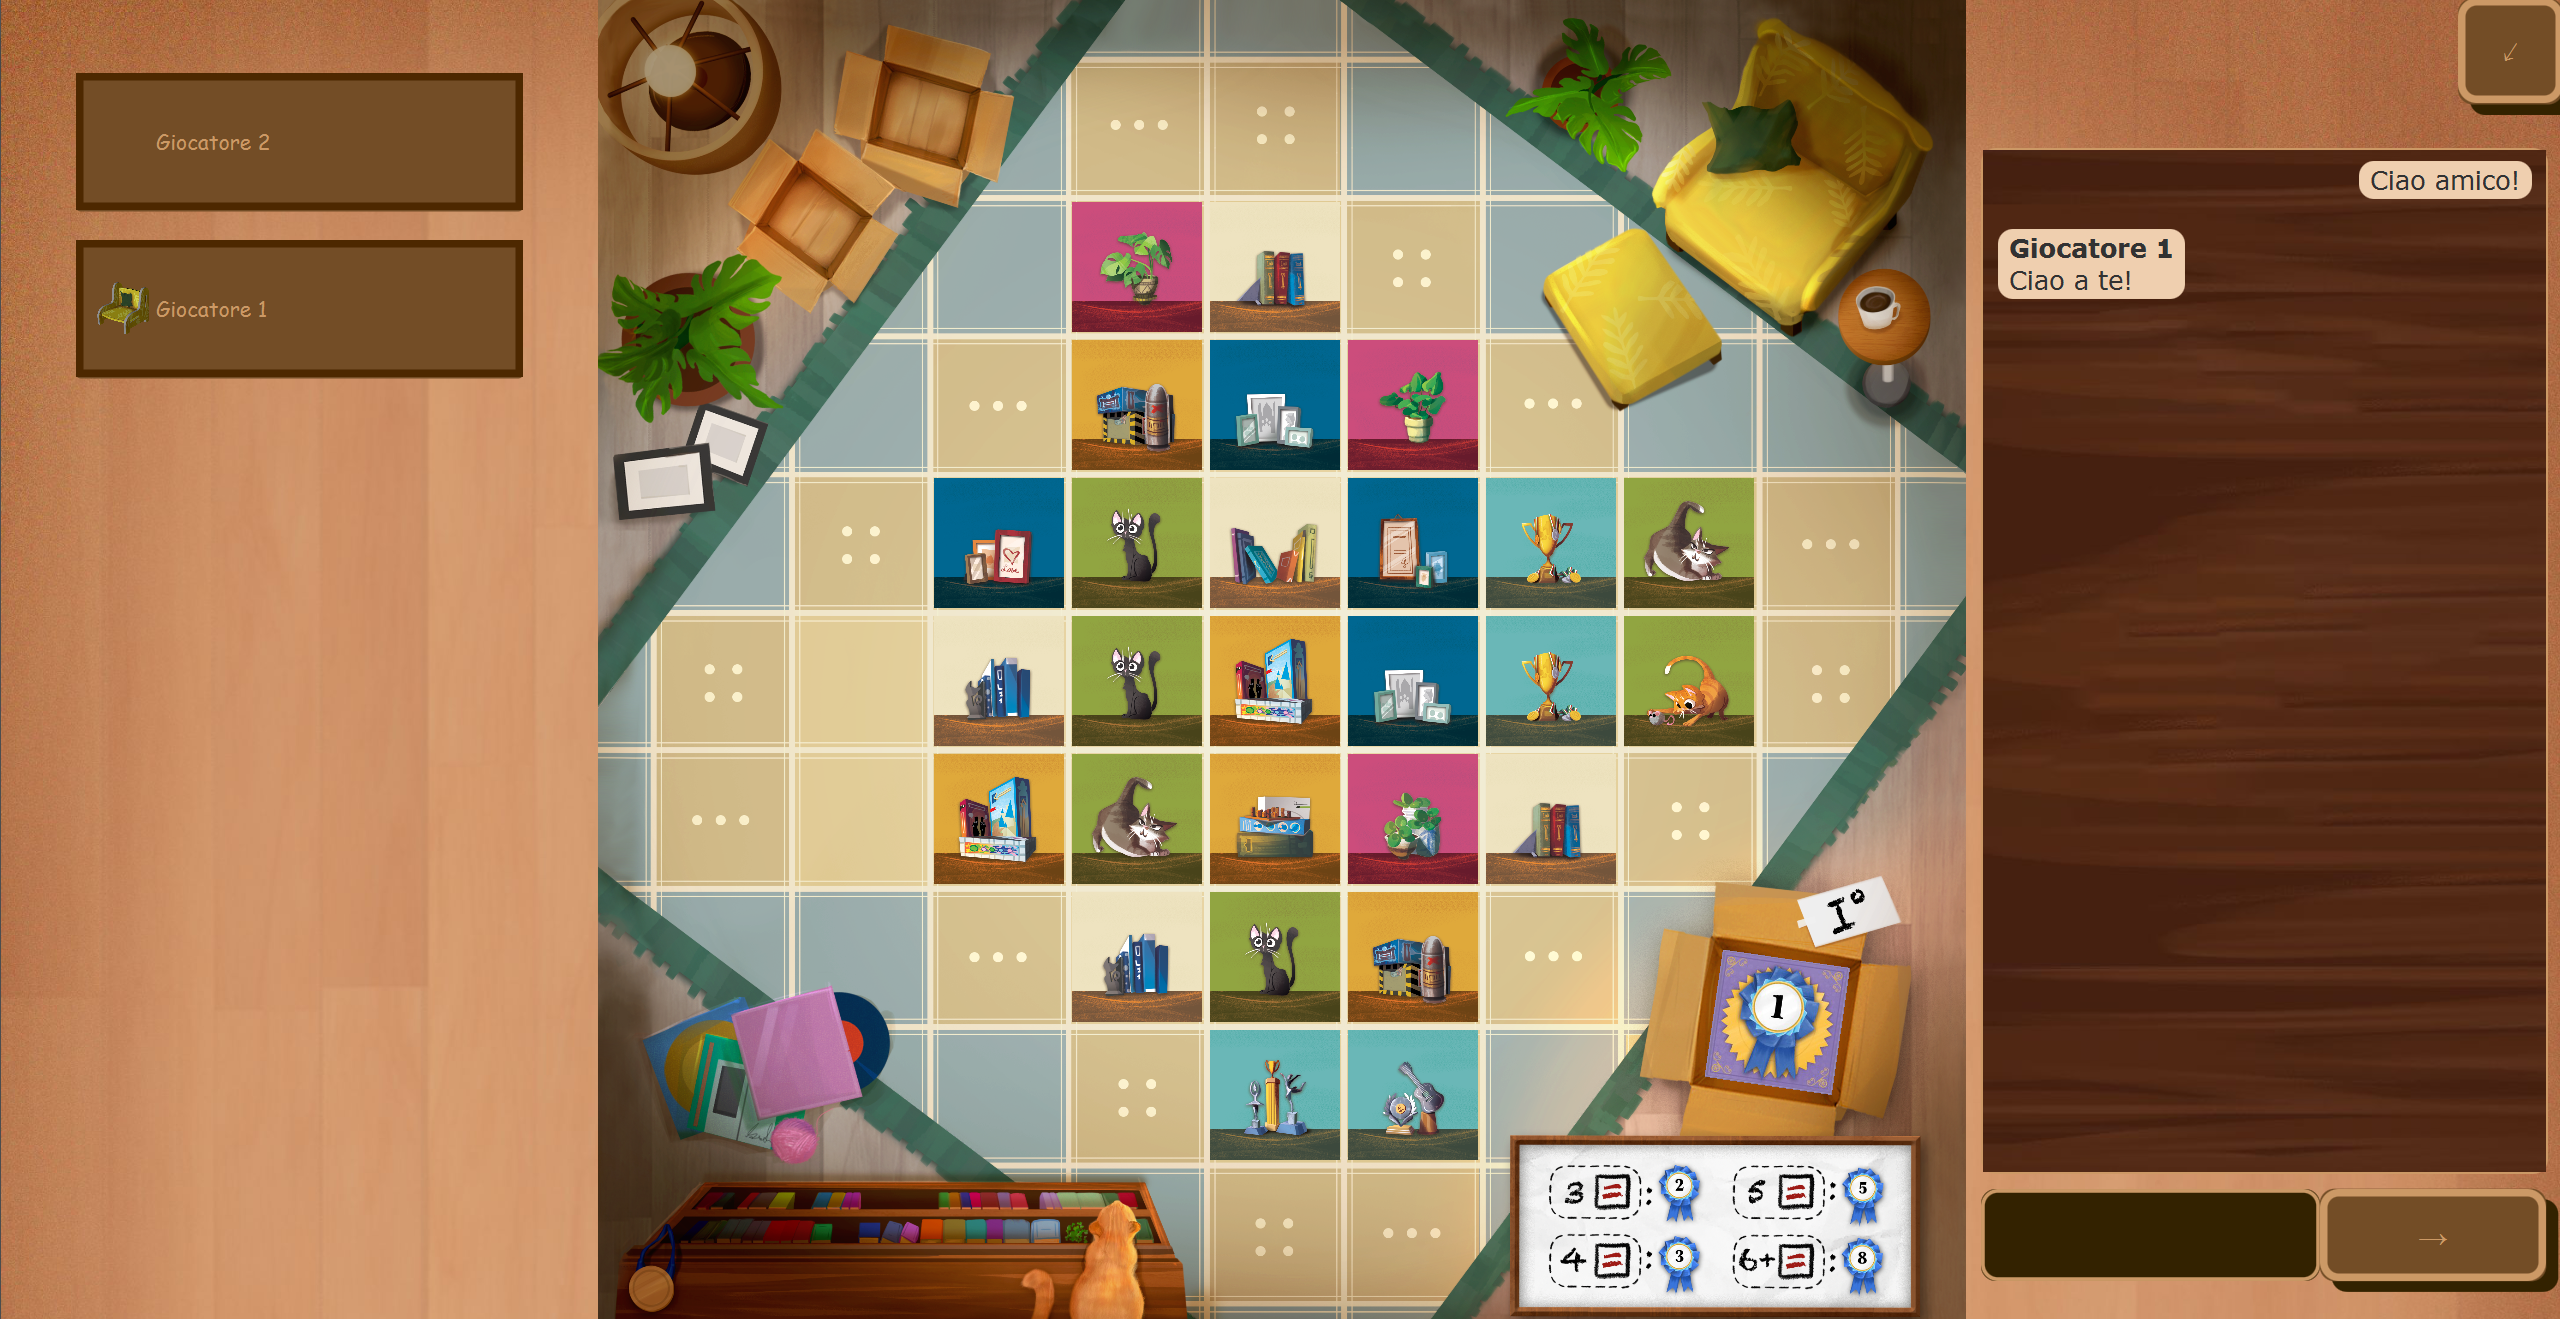 Giocatore 2
Giocatore 1
Ciao amico!
Giocatore 1
Ciao a te!
↙
→
I°
1
3 : 2
5 : 5
4 : 3
6+ : 8